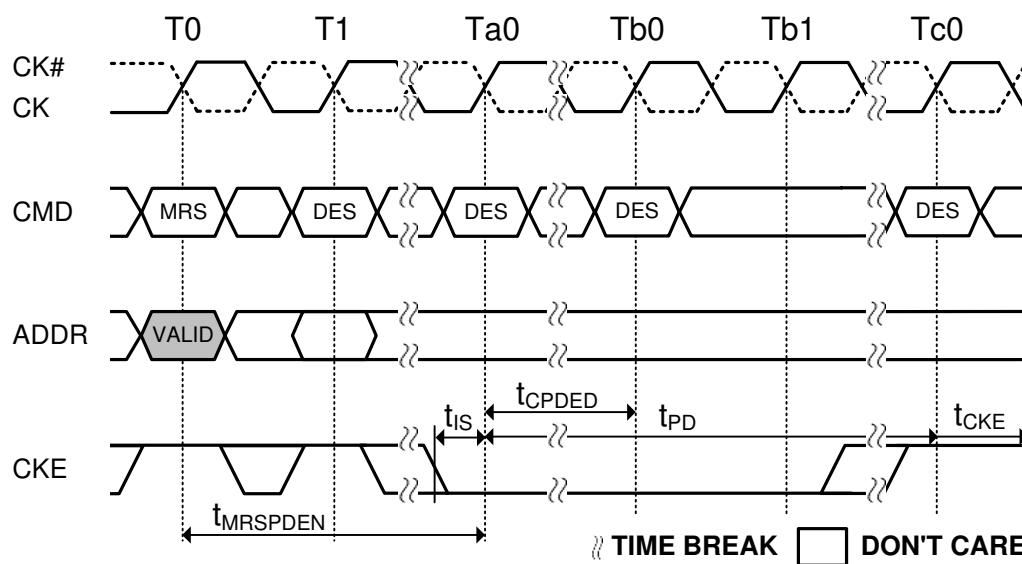 T0 T1 Ta0 Tb0 Tb1 Tc0
CK#
CK
CMD MRS DES DES DES DES
ADDR VALID
tIS tCPDED tPD tCKE
CKE
tMRSPDEN
TIME BREAK DON'T CARE